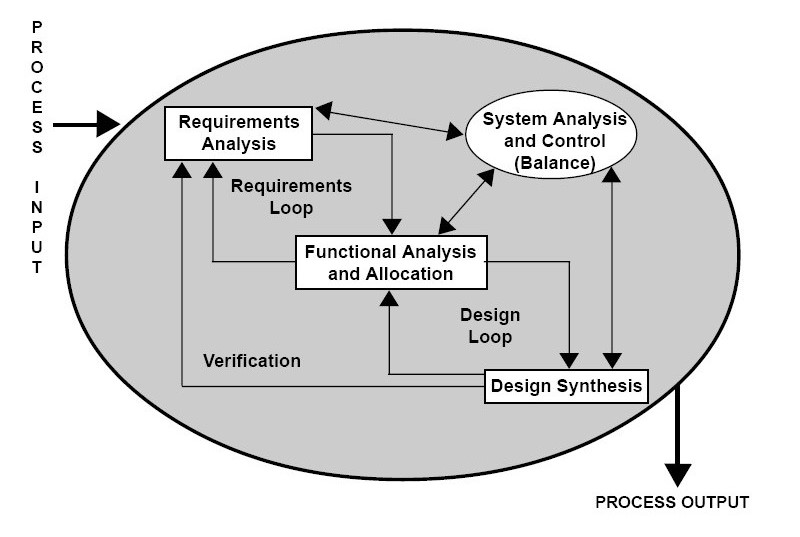 PROCESS INPUT
Requirements
Analysis
System Analysis
and Control
(Balance)
Requirements
Loop
Functional Analysis
and Allocation
Design
Loop
Verification
Design Synthesis
PROCESS OUTPUT